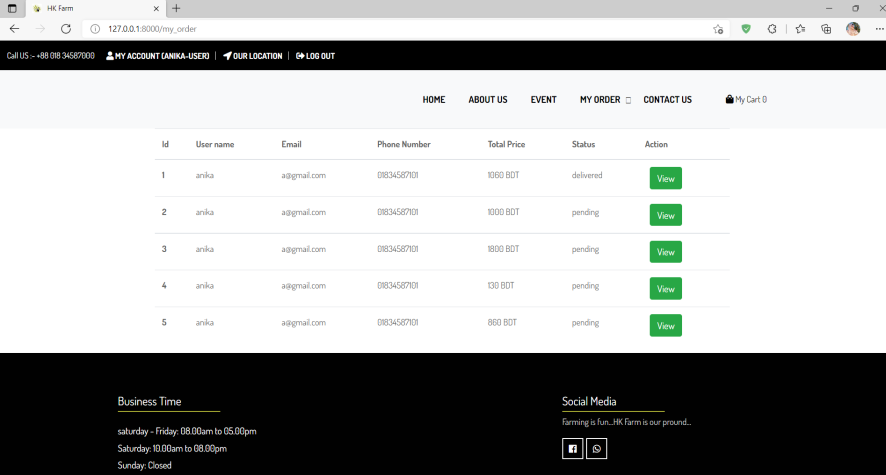 HK Farm
127.0.0.1:8000/my_order
Call US :- +88 018 34587000 MY ACCOUNT (ANIKA-USER) | OUR LOCATION | LOG OUT
HOME ABOUT US EVENT MY ORDER CONTACT US My Cart 0
Id User name Email Phone Number Total Price Status Action
1 anika a@gmail.com 01834587101 1060 BDT delivered View
2 anika a@gmail.com 01834587101 1000 BDT pending View
3 anika a@gmail.com 01834587101 1800 BDT pending View
4 anika a@gmail.com 01834587101 130 BDT pending View
5 anika a@gmail.com 01834587101 860 BDT pending View
Business Time Social Media
saturday - Friday: 08.00am to 05.00pm Farming is fun...HK Farm is our pround...
Saturday: 10.00am to 08.00pm
Sunday: Closed